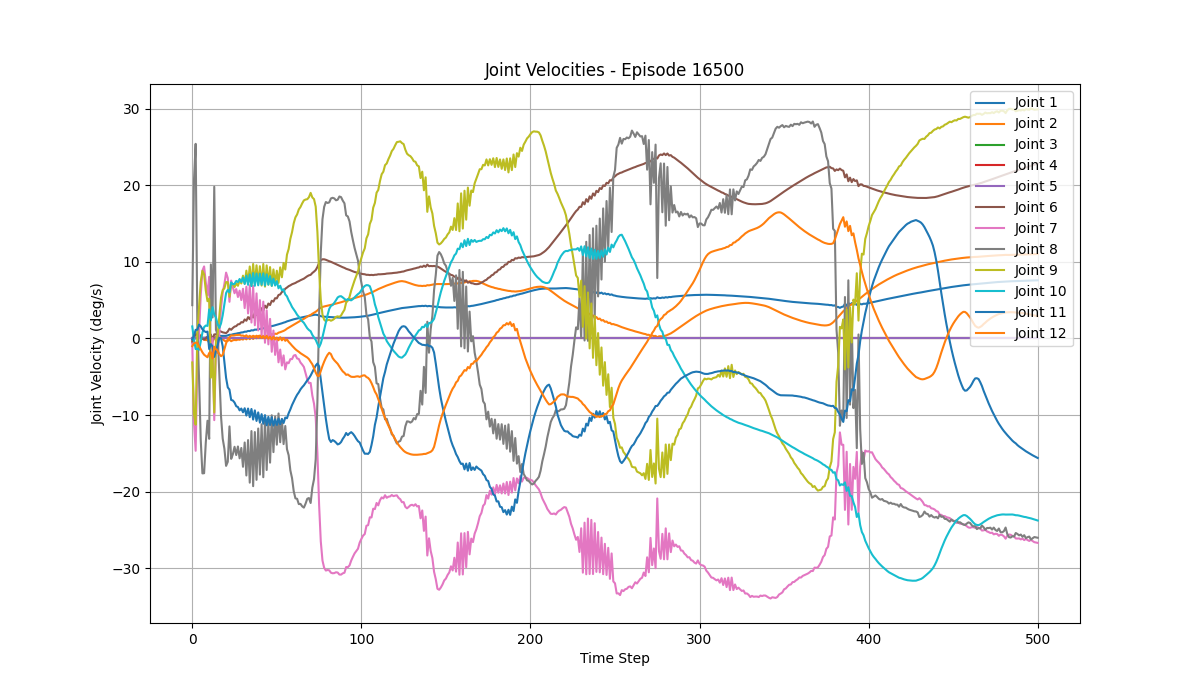 Joint Velocities - Episode 16500
30
20
10
0
−10
−20
−30
Joint Velocity (deg/s)
0
100
200
300
400
500
Time Step
Joint 1
Joint 2
Joint 3
Joint 4
Joint 5
Joint 6
Joint 7
Joint 8
Joint 9
Joint 10
Joint 11
Joint 12